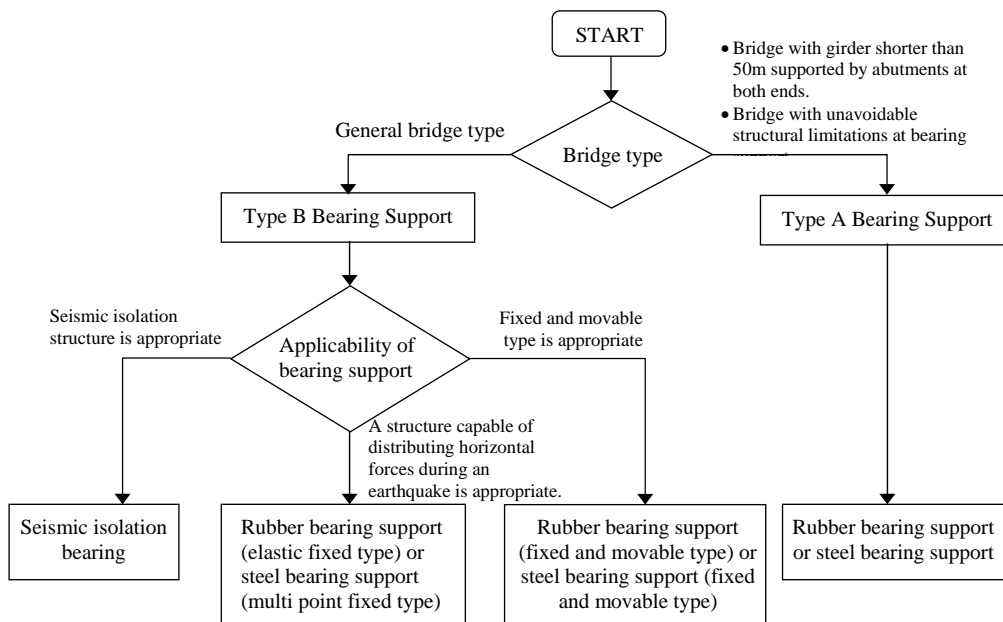 START
• Bridge with girder shorter than
50m supported by abutments at
both ends.
• Bridge with unavoidable
structural limitations at bearing
General bridge type
Bridge type
Type B Bearing Support
Type A Bearing Support
Seismic isolation
structure is appropriate
Applicability of
bearing support
Fixed and movable
type is appropriate
A structure capable of
distributing horizontal
forces during an
earthquake is appropriate.
Seismic isolation
bearing
Rubber bearing support
(elastic fixed type) or
steel bearing support
(multi point fixed type)
Rubber bearing support
(fixed and movable type) or
steel bearing support (fixed
and movable type)
Rubber bearing support
or steel bearing support